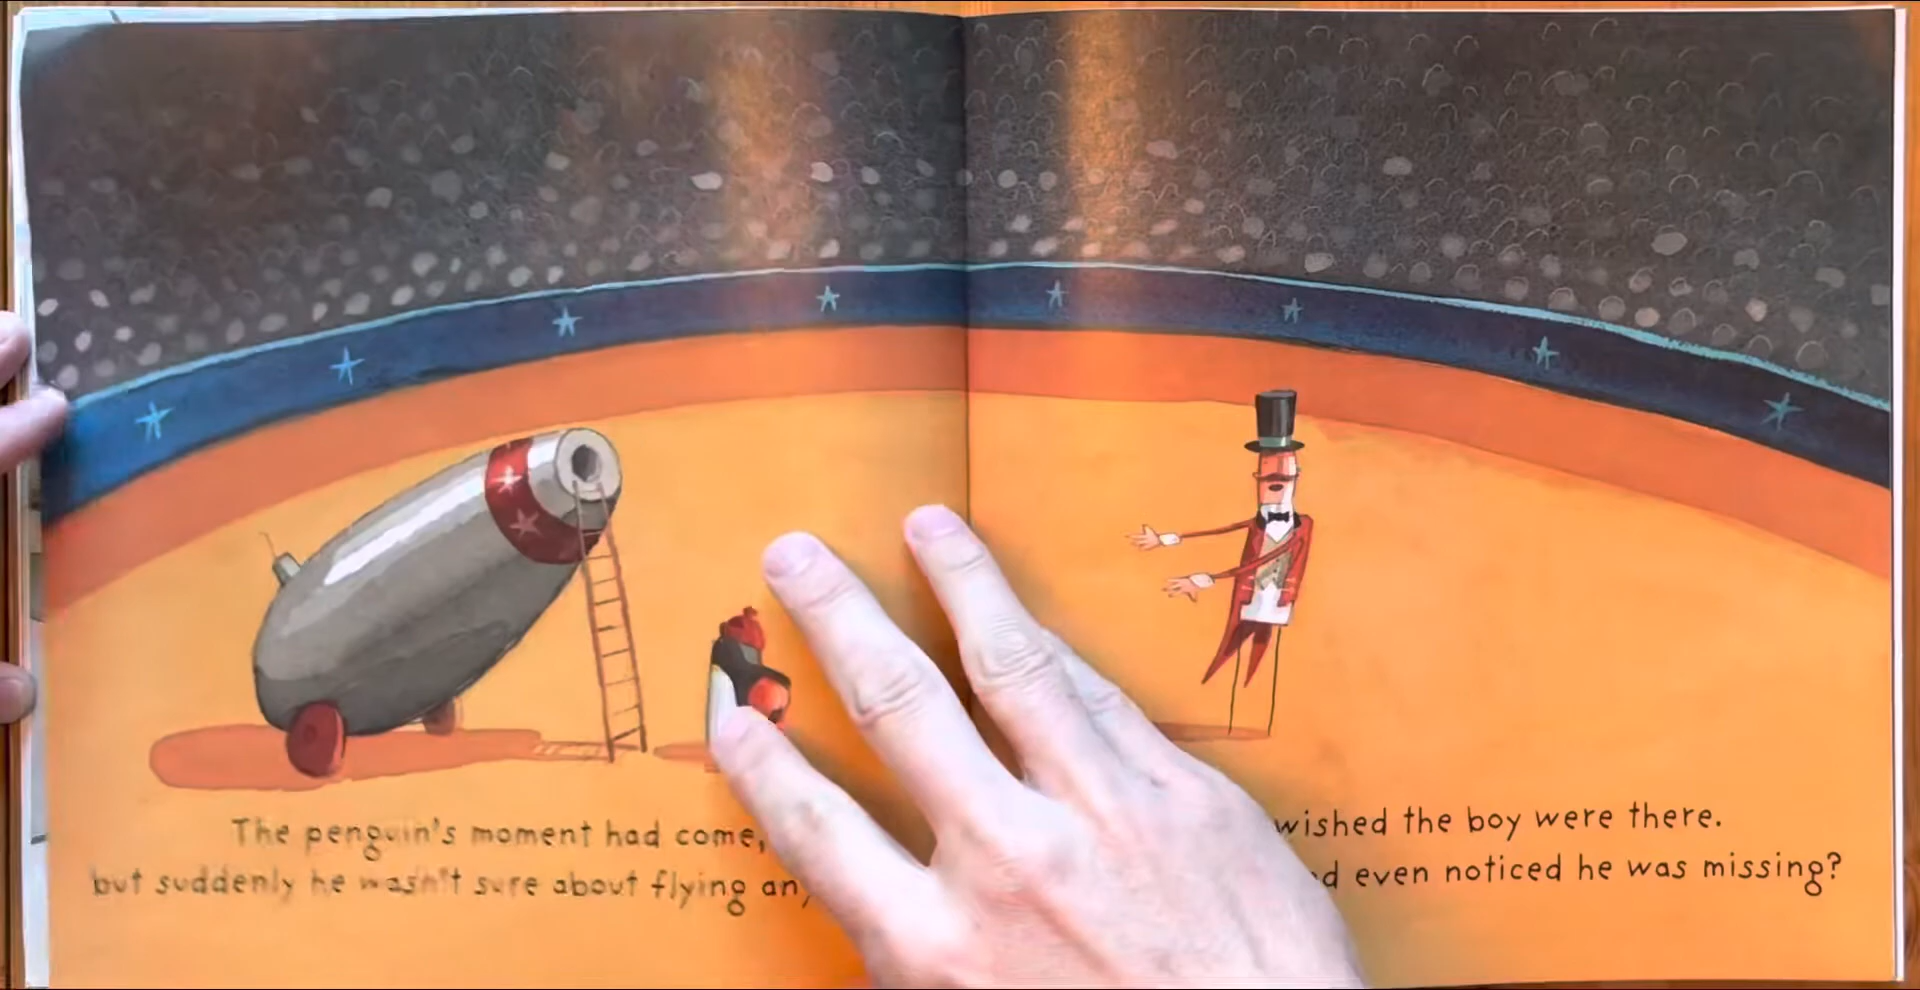 The penguin's moment had come,
but suddenly he wasn't sure about flying
wished the boy were there.
even noticed he was missing?